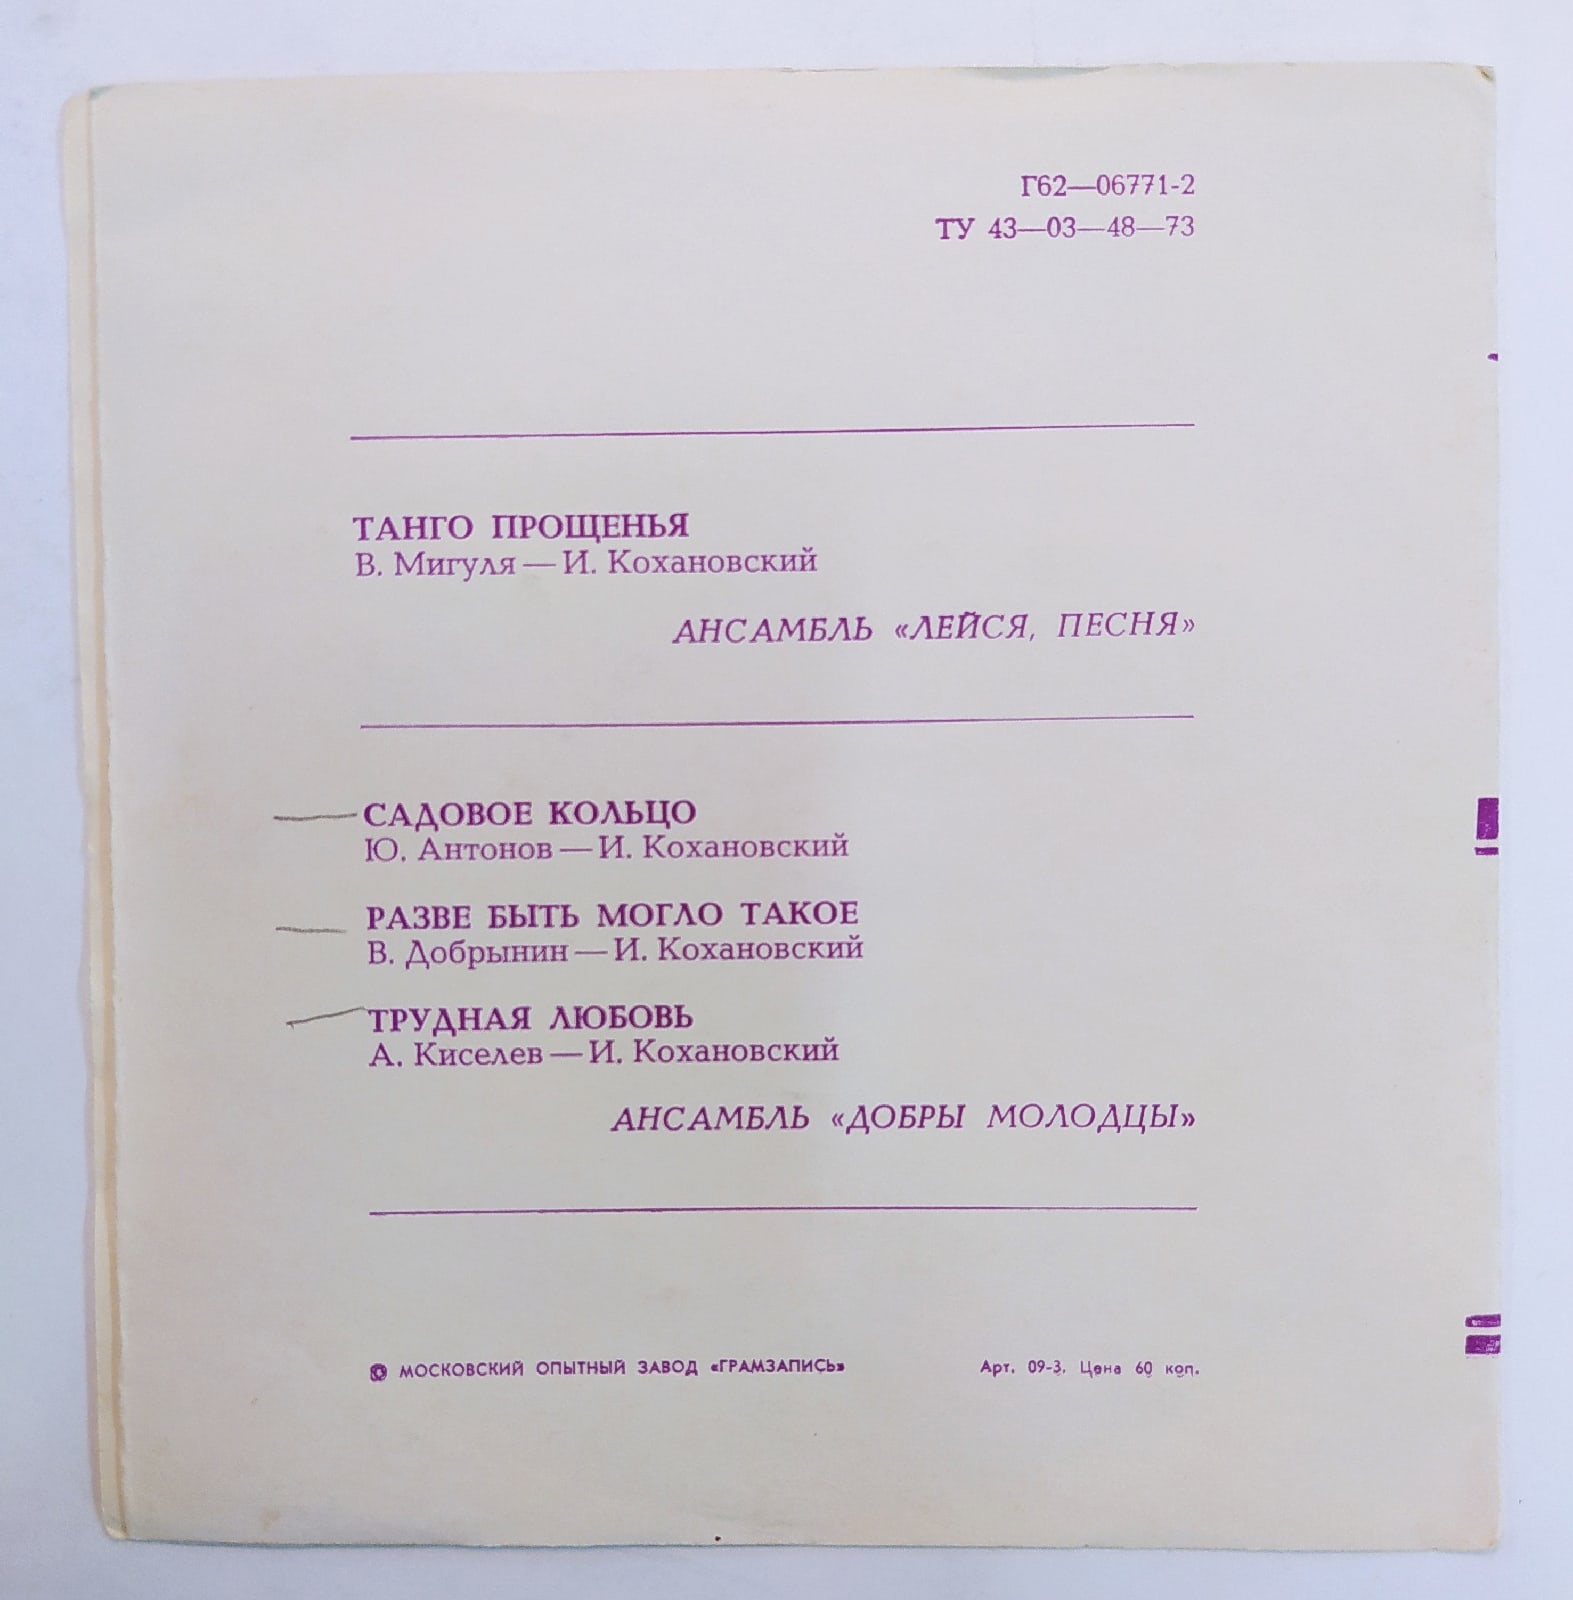 Г62—06771-2
ТУ 43—03—48—73
ТАНГО ПРОЩЕНЬЯ
В. Мигуля — И. Кохановский
АНСАМБЛЬ «ЛЕЙСЯ, ПЕСНЯ»
САДОВОЕ КОЛЬЦО
Ю. Антонов — И. Кохановский
РАЗВЕ БЫТЬ МОГЛО ТАКОЕ
В. Добрынин — И. Кохановский
ТРУДНАЯ ЛЮБОВЬ
А. Киселев — И. Кохановский
АНСАМБЛЬ «ДОБРЫ МОЛОДЦЫ»
МОСКОВСКИЙ ОПЫТНЫЙ ЗАВОД «ГРАМЗАПИСЬ» Арт. 09-3. Цена 60 коп.